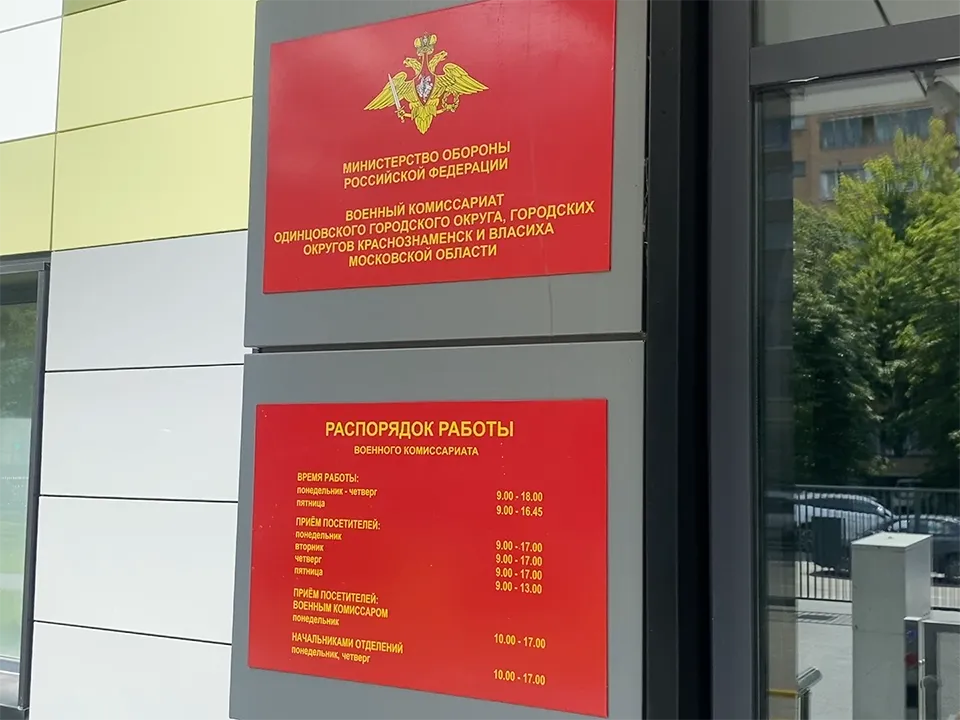 МИНИСТЕРСТВО ОБОРОНЫ
РОССИЙСКОЙ ФЕДЕРАЦИИ
ВОЕННЫЙ КОМИССАРИАТ
ОДИНЦОВСКОГО ГОРОДСКОГО ОКРУГА, ГОРОДСКИХ
ОКРУГОВ КРАСНОЗНАМЕНСК И ВЛАСИХА
МОСКОВСКОЙ ОБЛАСТИ
РАСПОРЯДОК РАБОТЫ
ВОЕННОГО КОМИССАРИАТА
ВРЕМЯ РАБОТЫ:
понедельник - четверг 9.00 - 18.00
пятница 9.00 - 16.45
ПРИЁМ ПОСЕТИТЕЛЕЙ:
понедельник 9.00 - 17.00
вторник 9.00 - 17.00
четверг 9.00 - 17.00
пятница 9.00 - 13.00
ПРИЁМ ПОСЕТИТЕЛЕЙ:
ВОЕННЫМ КОМИССАРОМ
понедельник 10.00 - 17.00
НАЧАЛЬНИКАМИ ОТДЕЛЕНИЙ
понедельник, четверг 10.00 - 17.00